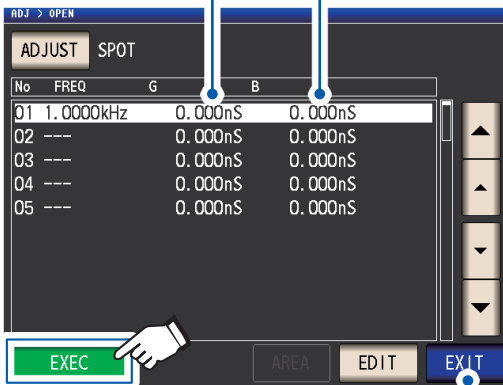 ADJ > OPEN
ADJUST SPOT
No FREQ G B
01 1.0000kHz 0.000nS 0.000nS
02 --- 0.000nS 0.000nS
03 --- 0.000nS 0.000nS
04 --- 0.000nS 0.000nS
05 --- 0.000nS 0.000nS
EXEC AREA EDIT EXIT